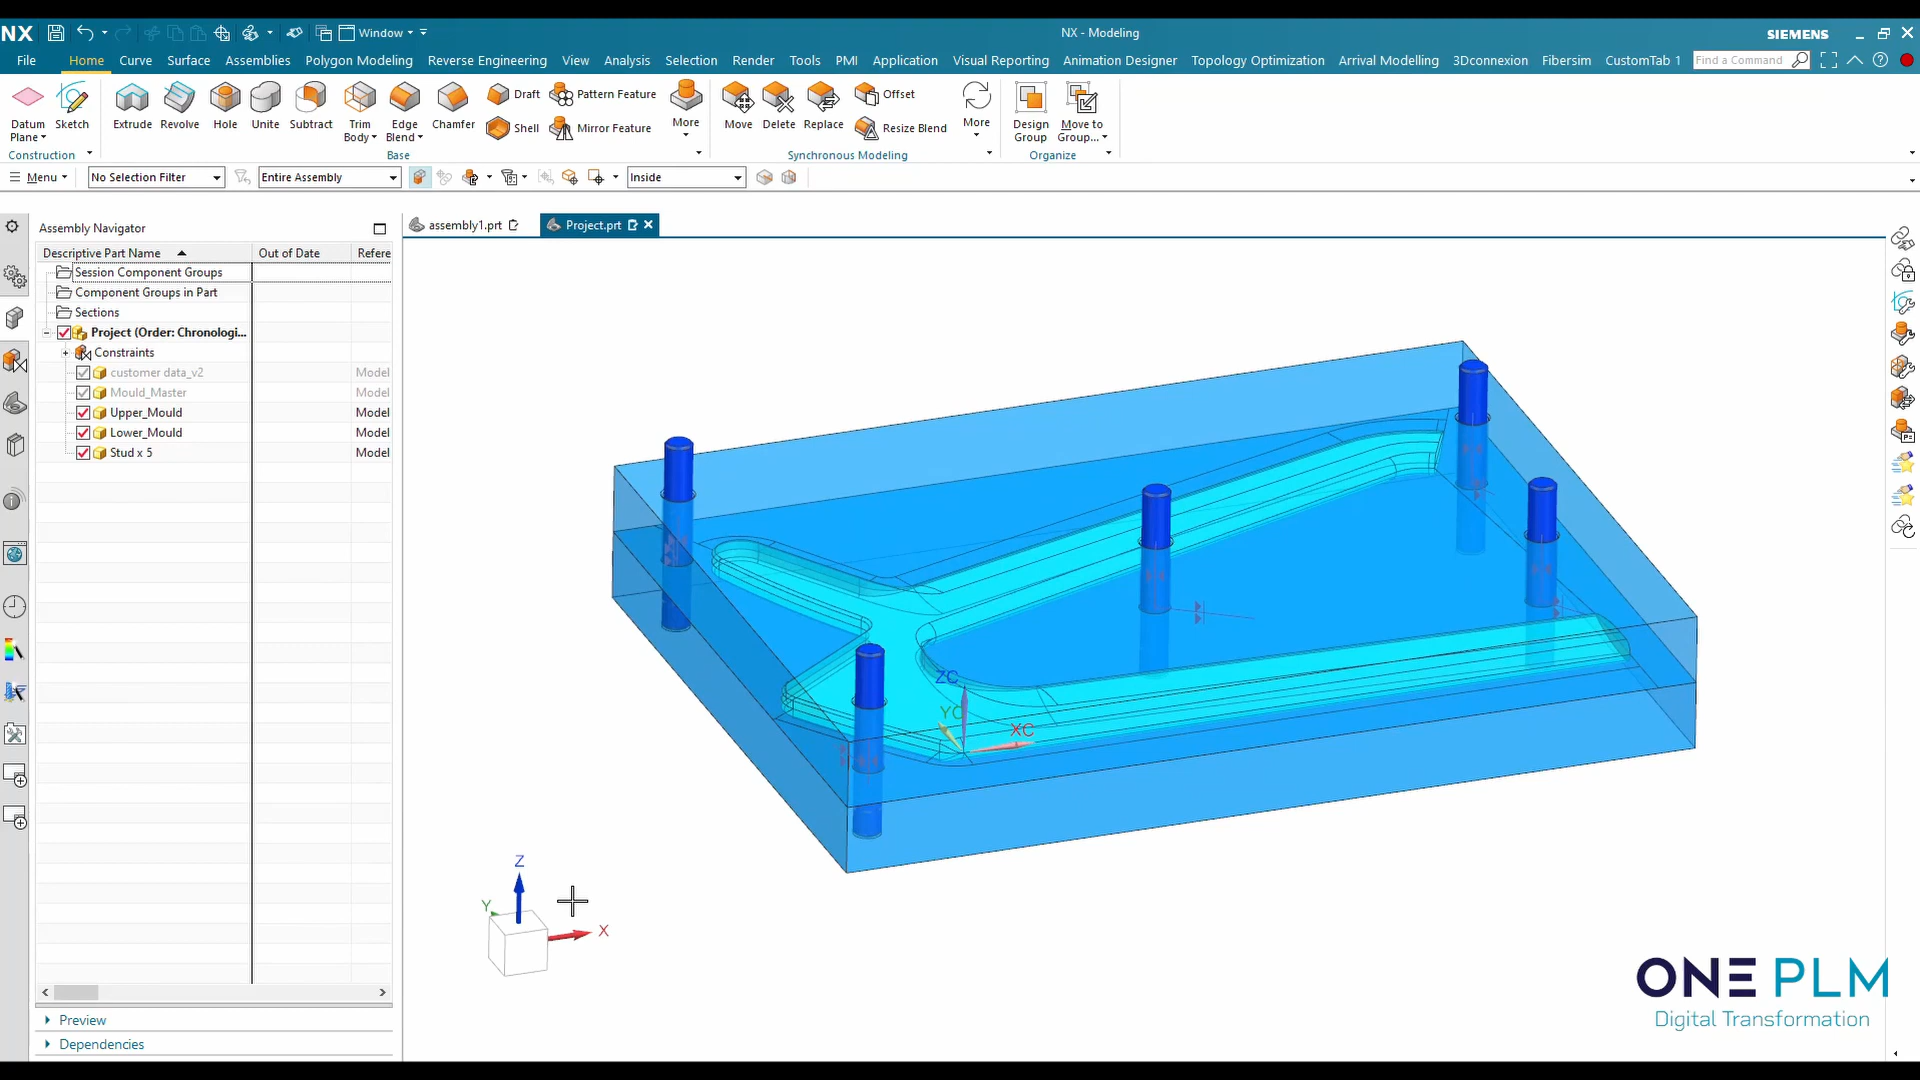 NX
Window
NX - Modeling
SIEMENS
File Home Curve Surface Assemblies Polygon Modeling Reverse Engineering View Analysis Selection Render Tools PMI Application Visual Reporting Animation Designer Topology Optimization Arrival Modelling 3Dconnexion Fibersim CustomTab 1 Find a Command
Datum Plane
Sketch
Extrude
Revolve
Hole
Unite
Subtract
Trim Body
Edge Blend
Chamfer
Draft
Shell
Pattern Feature
Mirror Feature
More
Move
Delete
Replace
Offset
Resize Blend
More
Design Group
Move to Group...
Construction
Base
Synchronous Modeling
Organize
Menu
No Selection Filter
Entire Assembly
Inside
Assembly Navigator
assembly1.prt
Project.prt
Descriptive Part Name Out of Date Refere
Session Component Groups
Component Groups in Part
Sections
Project (Order: Chronologi...
Constraints
customer data_v2 Model
Mould_Master Model
Upper_Mould Model
Lower_Mould Model
Stud x 5 Model
ZC
YC
XC
Z
Y
X
Preview
Dependencies
ONE PLM
Digital Transformation